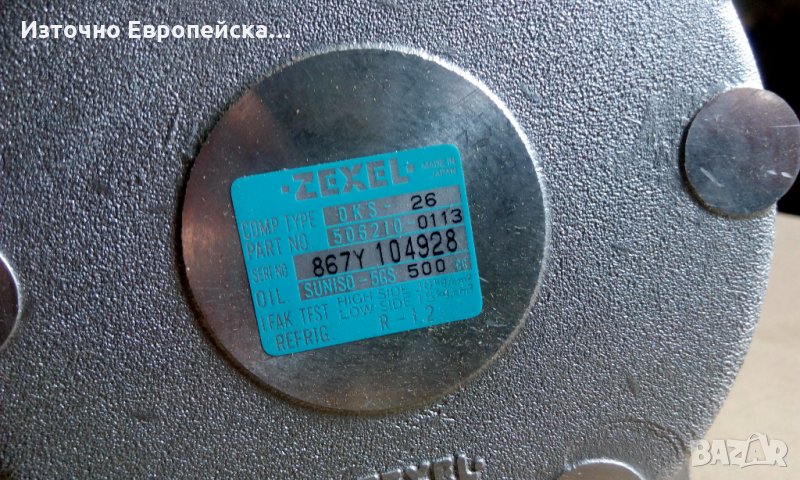 Източно Европейска...
ZEXEL
MADE IN
JAPAN
COMP TYPE DKS- 26
PART NO. 506210-0113
SERI NO. 867Y 104928
OIL SUNISO-5GS 500 cc
LEAK TEST HIGH SIDE
LOW SIDE
REFRIG. R-12
ZEXEL
BAZAR